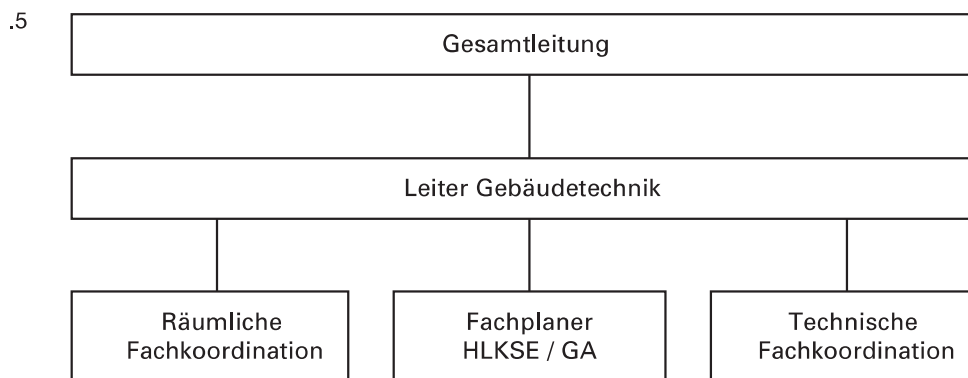 .5
Gesamtleitung
Leiter Gebäudetechnik
Räumliche
Fachkoordination
Fachplaner
HLKSE / GA
Technische
Fachkoordination